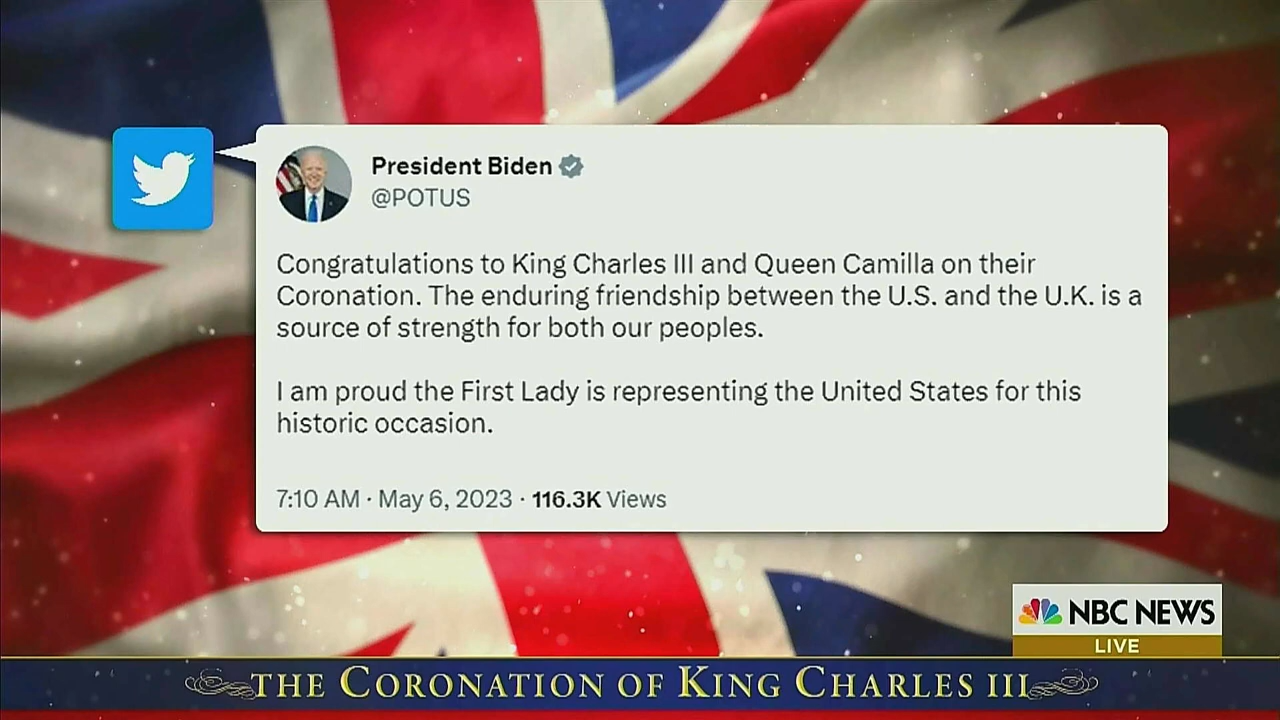 President Biden
@POTUS
Congratulations to King Charles III and Queen Camilla on their
Coronation. The enduring friendship between the U.S. and the U.K. is a
source of strength for both our peoples.
I am proud the First Lady is representing the United States for this
historic occasion.
7:10 AM · May 6, 2023 · 116.3K Views
NBC NEWS
LIVE
THE CORONATION OF KING CHARLES III